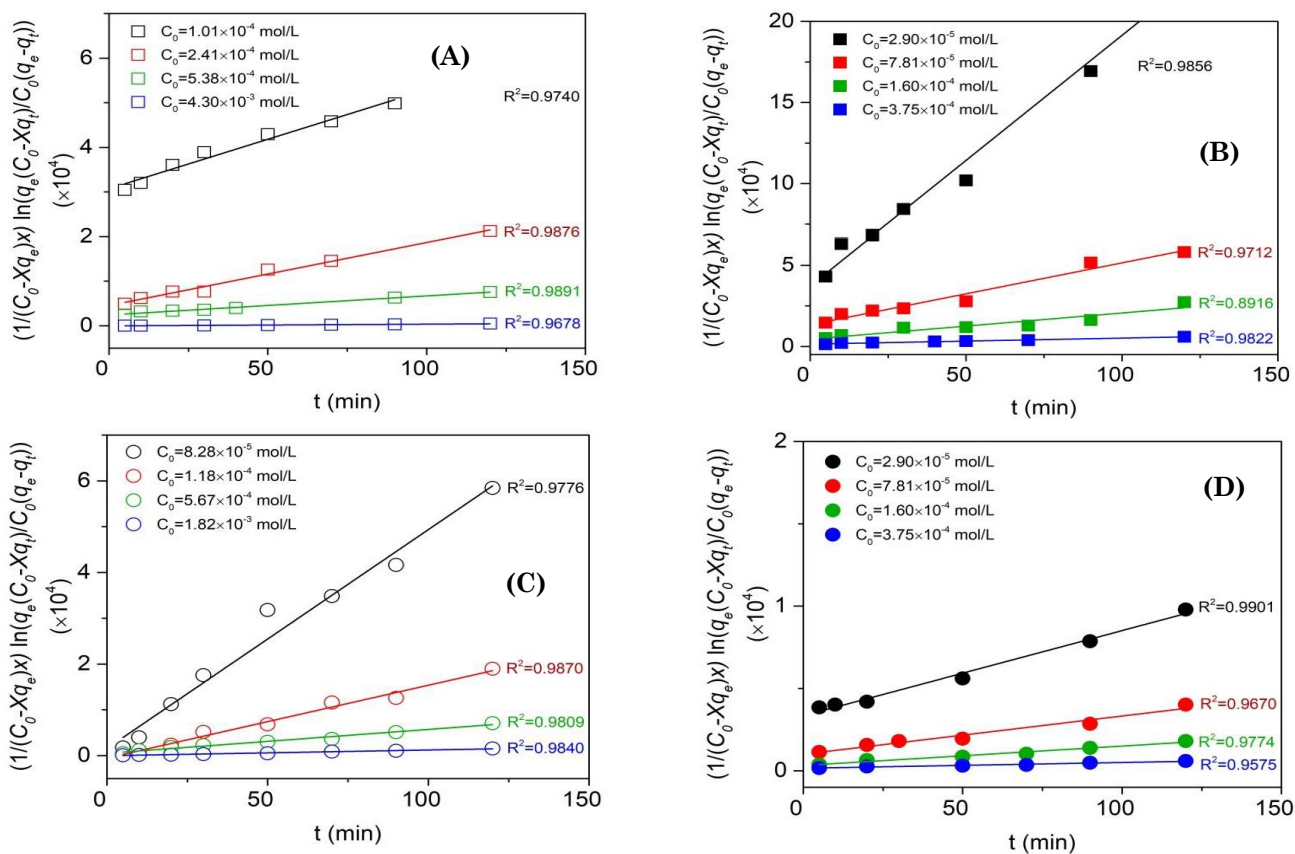 (A)
C₀=1.01×10⁻⁴ mol/L
C₀=2.41×10⁻⁴ mol/L
C₀=5.38×10⁻⁴ mol/L
C₀=4.30×10⁻³ mol/L
R²=0.9740
R²=0.9876
R²=0.9891
R²=0.9678
6
4
2
0
0 50 100 150
t (min)
(1/(C₀-Xqₑ)x) ln(qₑ(C₀-Xqₜ)/C₀(qₑ-qₜ))
(×10⁴)
(B)
C₀=2.90×10⁻⁵ mol/L
C₀=7.81×10⁻⁵ mol/L
C₀=1.60×10⁻⁴ mol/L
C₀=3.75×10⁻⁴ mol/L
R²=0.9856
R²=0.9712
R²=0.8916
R²=0.9822
20
15
10
5
0
0 50 100 150
t (min)
(1/(C₀-Xqₑ)x) ln(qₑ(C₀-Xqₜ)/C₀(qₑ-qₜ))
(×10⁴)
(C)
C₀=8.28×10⁻⁵ mol/L
C₀=1.18×10⁻⁴ mol/L
C₀=5.67×10⁻⁴ mol/L
C₀=1.82×10⁻³ mol/L
R²=0.9776
R²=0.9870
R²=0.9809
R²=0.9840
6
4
2
0
0 50 100 150
t (min)
(1/(C₀-Xqₑ)x) ln(qₑ(C₀-Xqₜ)/C₀(qₑ-qₜ))
(×10⁴)
(D)
C₀=2.90×10⁻⁵ mol/L
C₀=7.81×10⁻⁵ mol/L
C₀=1.60×10⁻⁴ mol/L
C₀=3.75×10⁻⁴ mol/L
R²=0.9901
R²=0.9670
R²=0.9774
R²=0.9575
2
1
0
0 50 100 150
t (min)
(1/(C₀-Xqₑ)x) ln(qₑ(C₀-Xqₜ)/C₀(qₑ-qₜ))
(×10⁴)